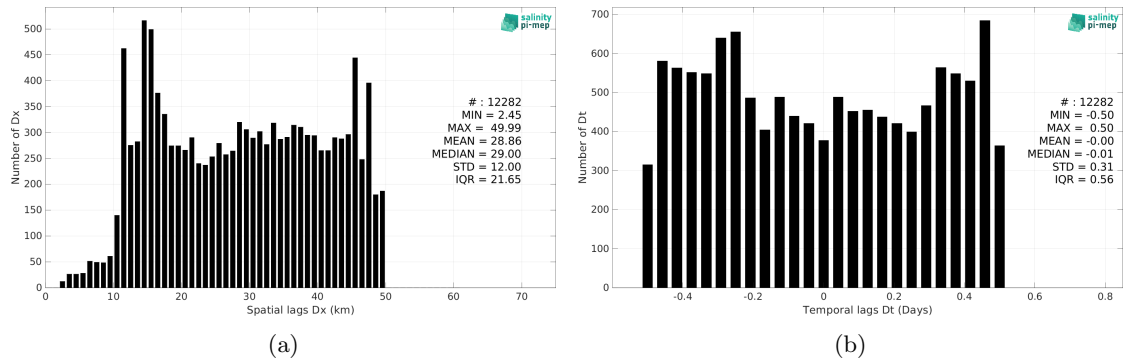 salinity
pi-mep
500
450
400
350
300
250
200
150
100
50
0
Number of Dx
# : 12282
MIN = 2.45
MAX = 49.99
MEAN = 28.86
MEDIAN = 29.00
STD = 12.00
IQR = 21.65
0 10 20 30 40 50 60 70
Spatial lags Dx (km)
(a)
salinity
pi-mep
700
600
500
400
300
200
100
0
Number of Dt
# : 12282
MIN = -0.50
MAX = 0.50
MEAN = -0.00
MEDIAN = -0.01
STD = 0.31
IQR = 0.56
-0.4 -0.2 0 0.2 0.4 0.6 0.8
Temporal lags Dt (Days)
(b)